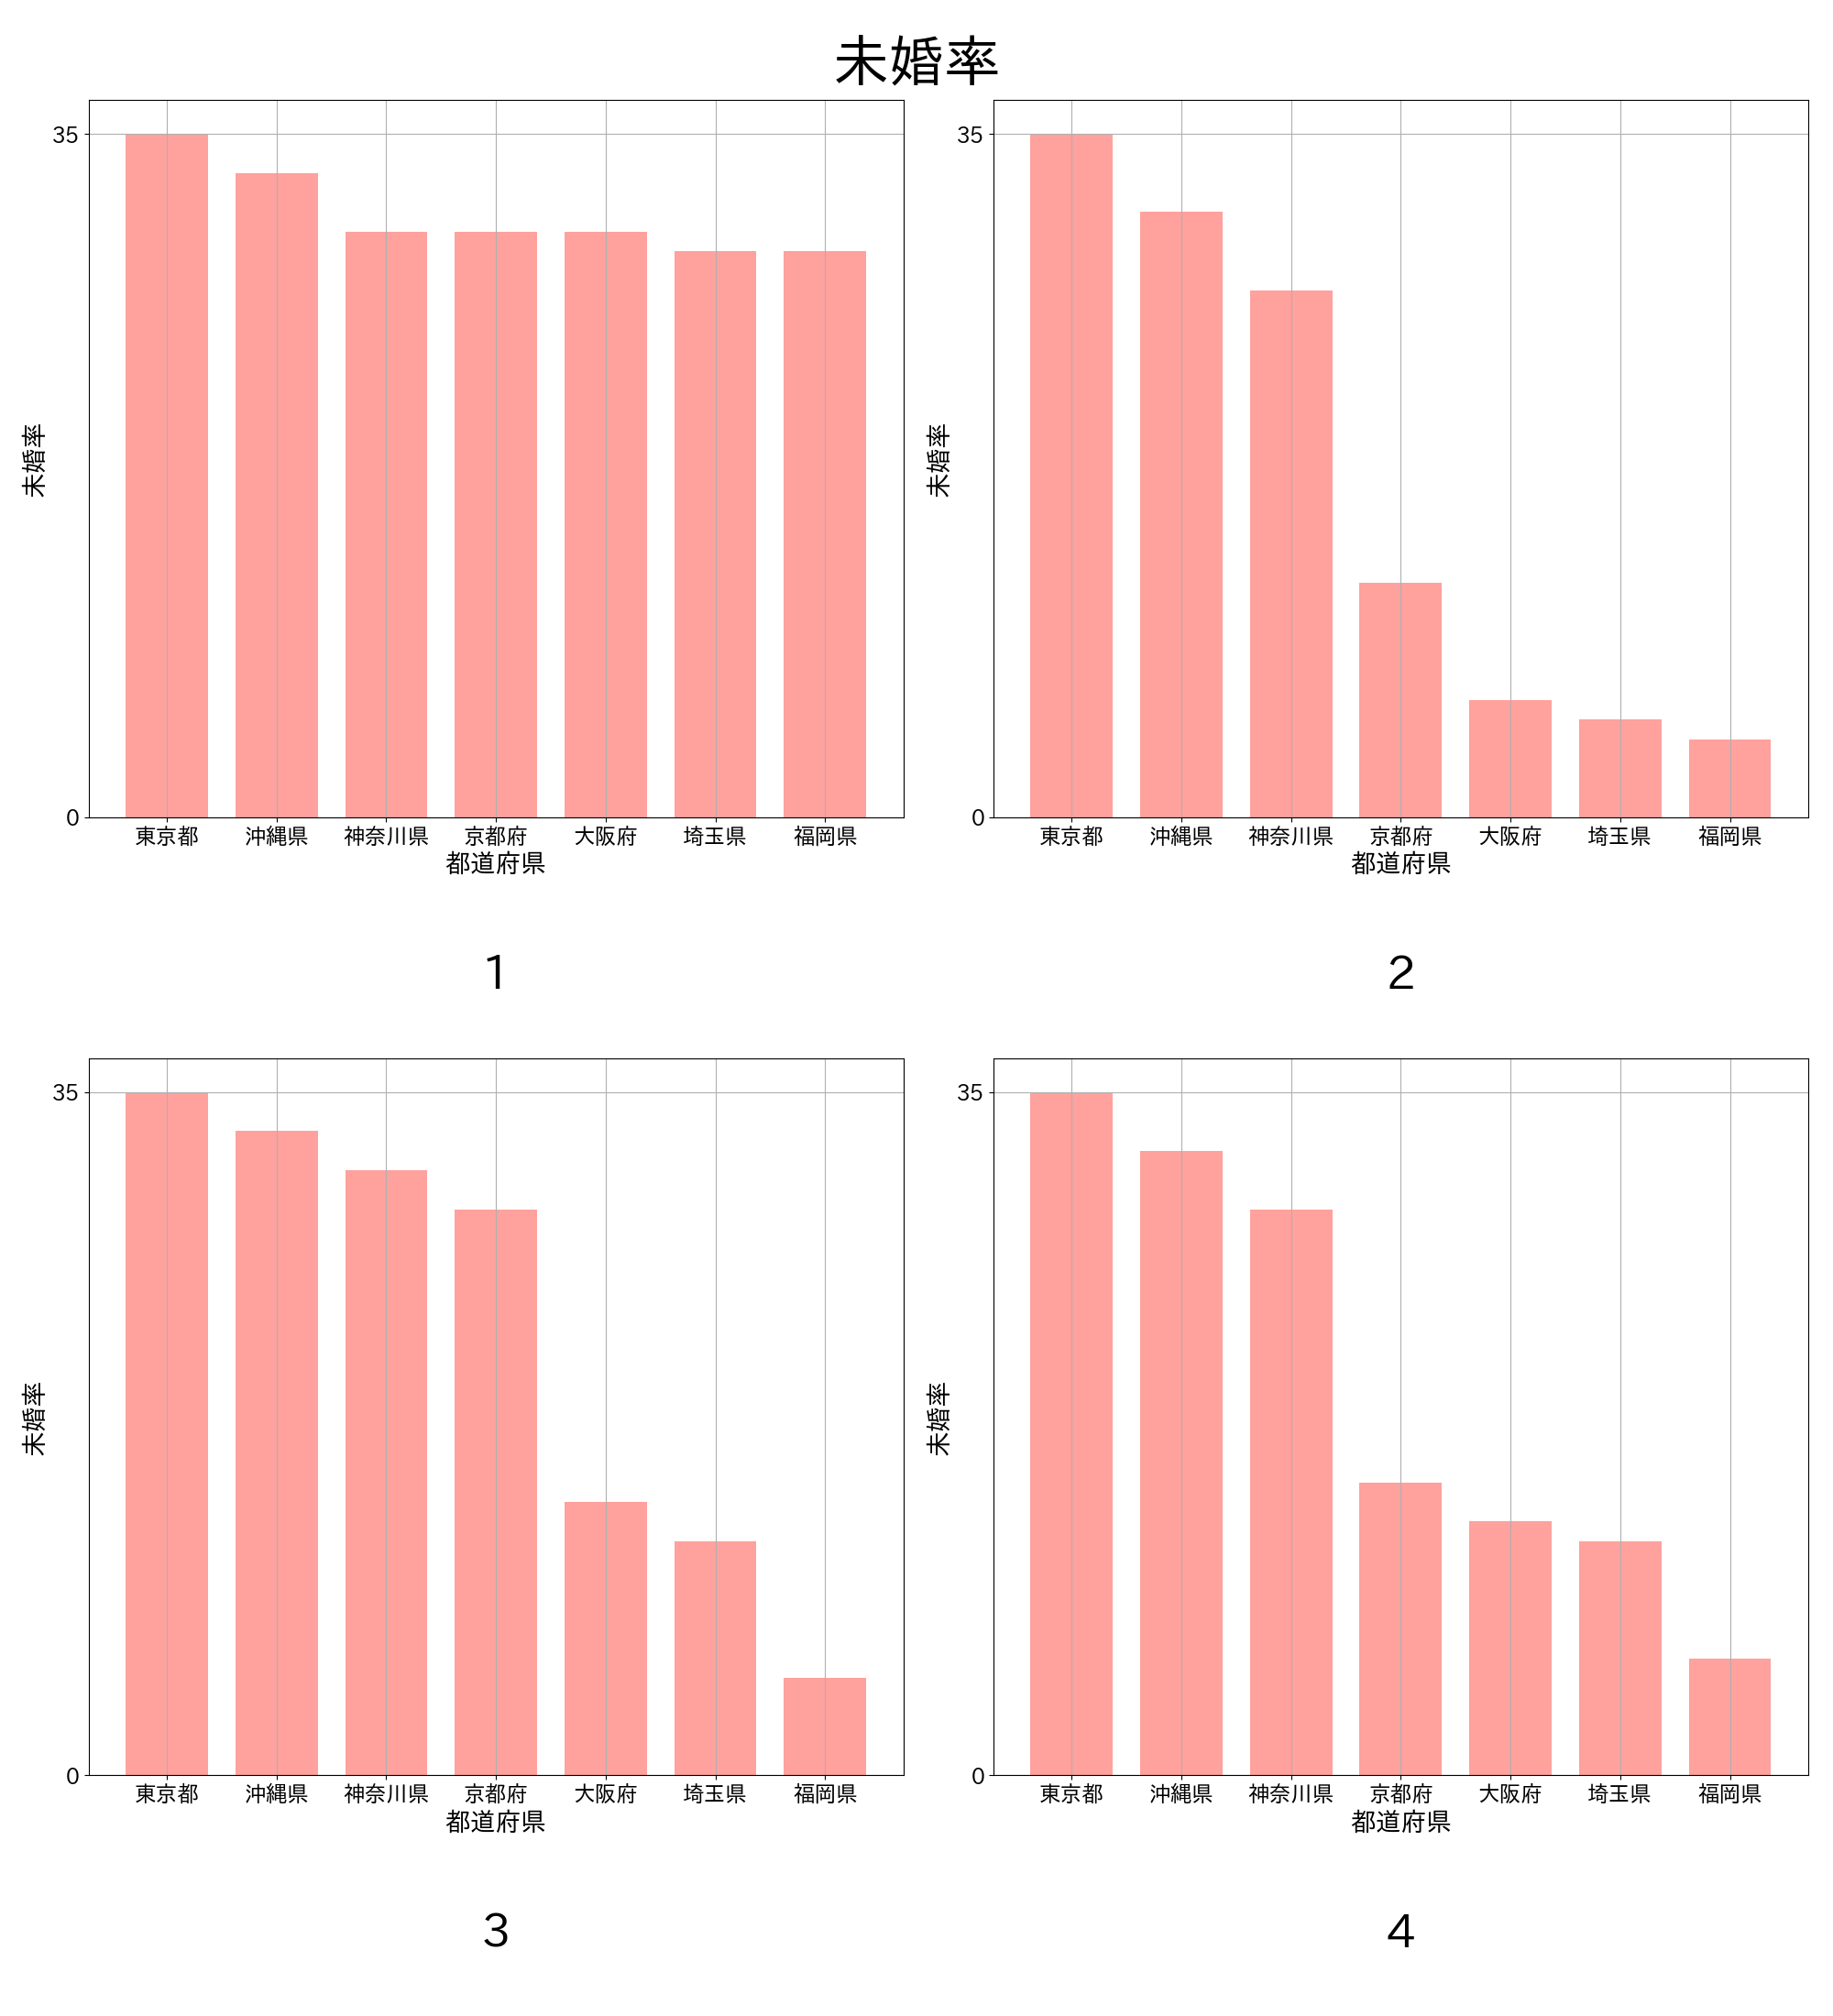 未婚率
35
0
未婚率
東京都 沖縄県 神奈川県 京都府 大阪府 埼玉県 福岡県
都道府県
1
35
0
未婚率
東京都 沖縄県 神奈川県 京都府 大阪府 埼玉県 福岡県
都道府県
2
35
0
未婚率
東京都 沖縄県 神奈川県 京都府 大阪府 埼玉県 福岡県
都道府県
3
35
0
未婚率
東京都 沖縄県 神奈川県 京都府 大阪府 埼玉県 福岡県
都道府県
4